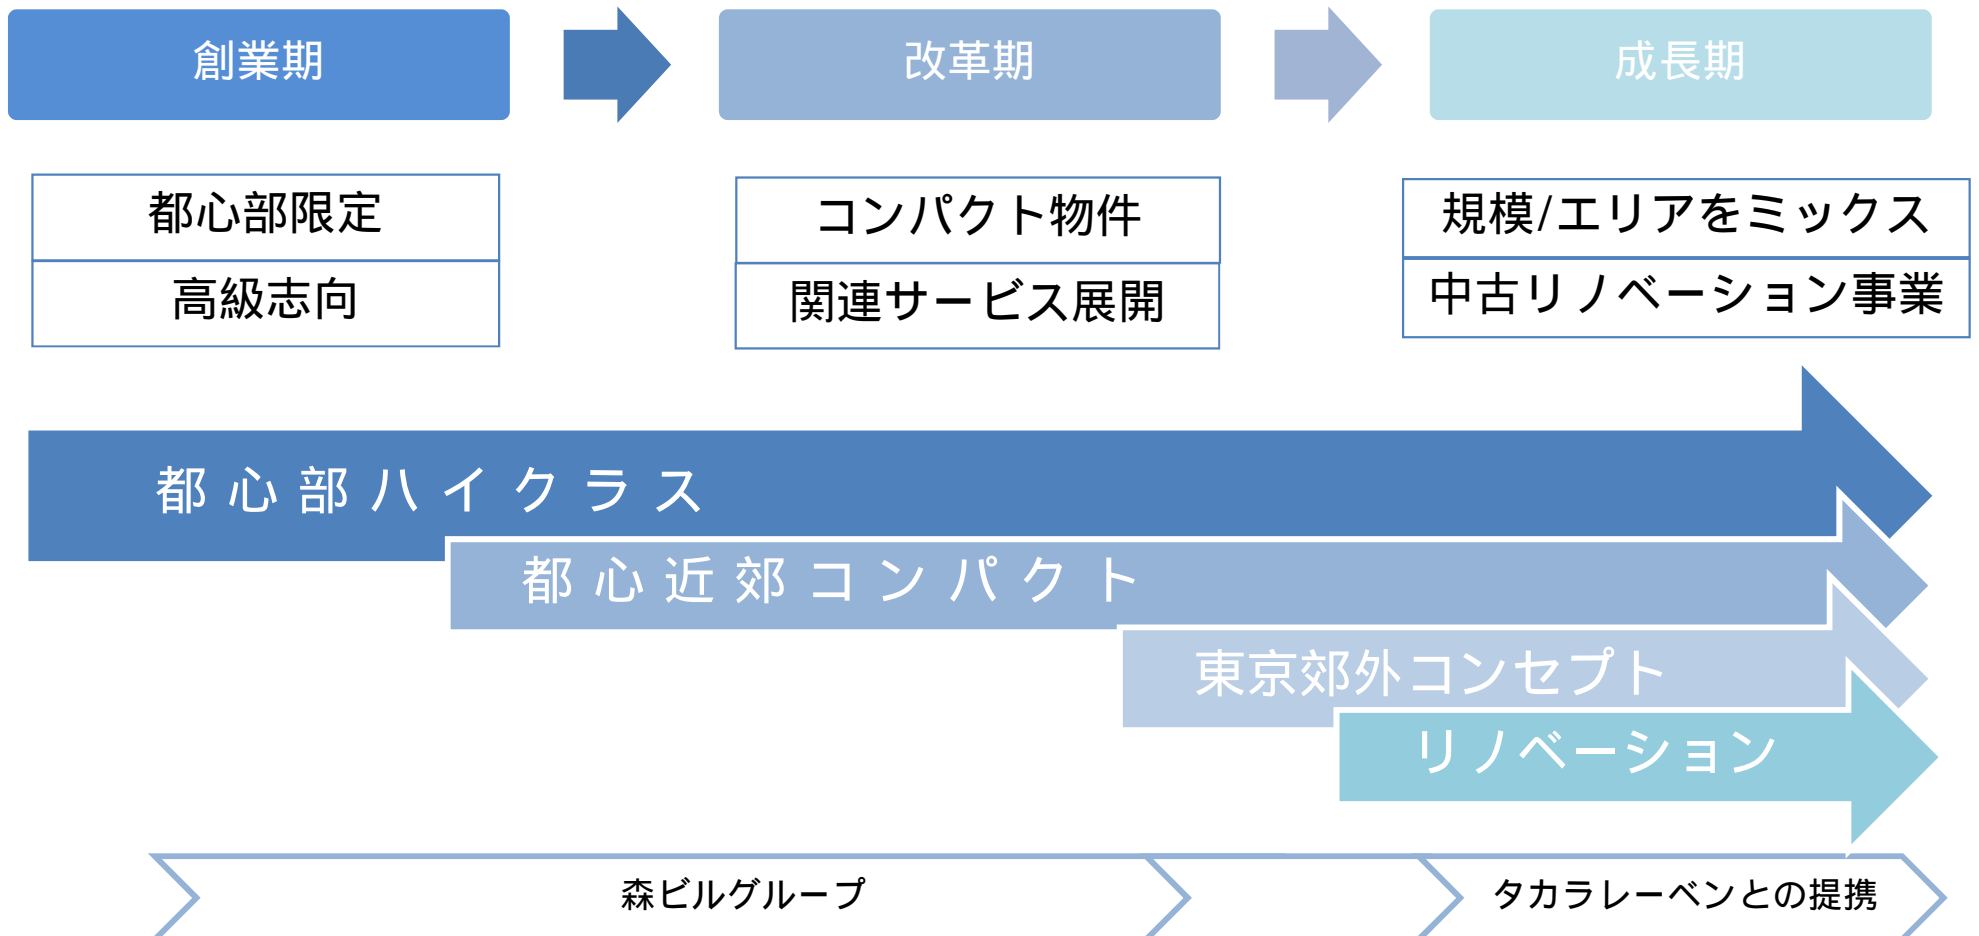 創業期
改革期
成長期
都心部限定
高級志向
コンパクト物件
関連サービス展開
規模/エリアをミックス
中古リノベーション事業
都心部ハイクラス
都心近郊コンパクト
東京郊外コンセプト
リノベーション
森ビルグループ
タカラレーベンとの提携